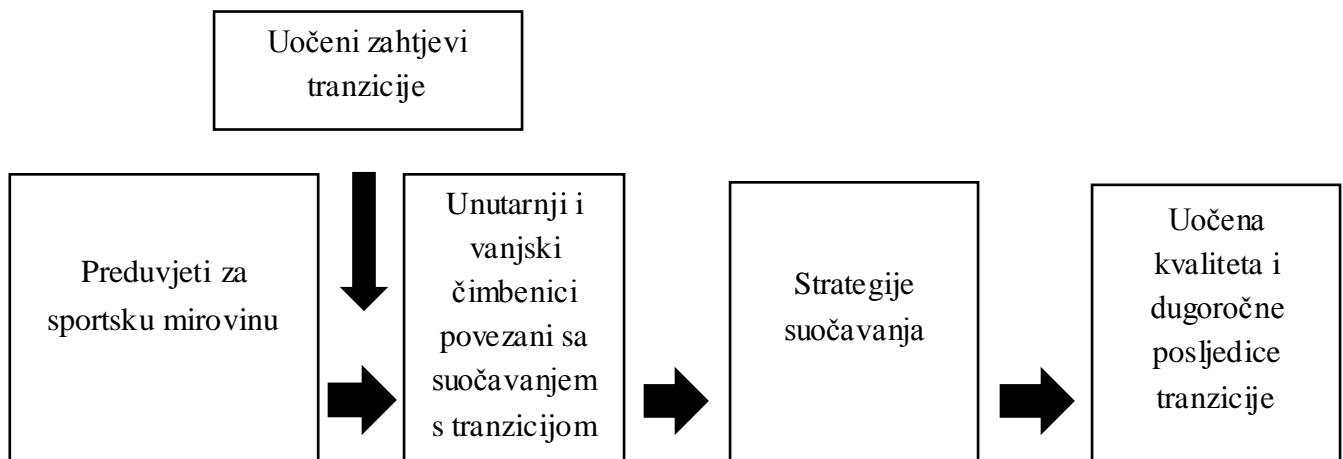 Uočeni zahtjevi
tranzicije
Preduvjeti za
sportsku mirovinu
Unutarnji i
vanjski
čimbenici
povezani sa
suočavanjem
s tranzicijom
Strategije
suočavanja
Uočena
kvaliteta i
dugoročne
posljedice
tranzicije